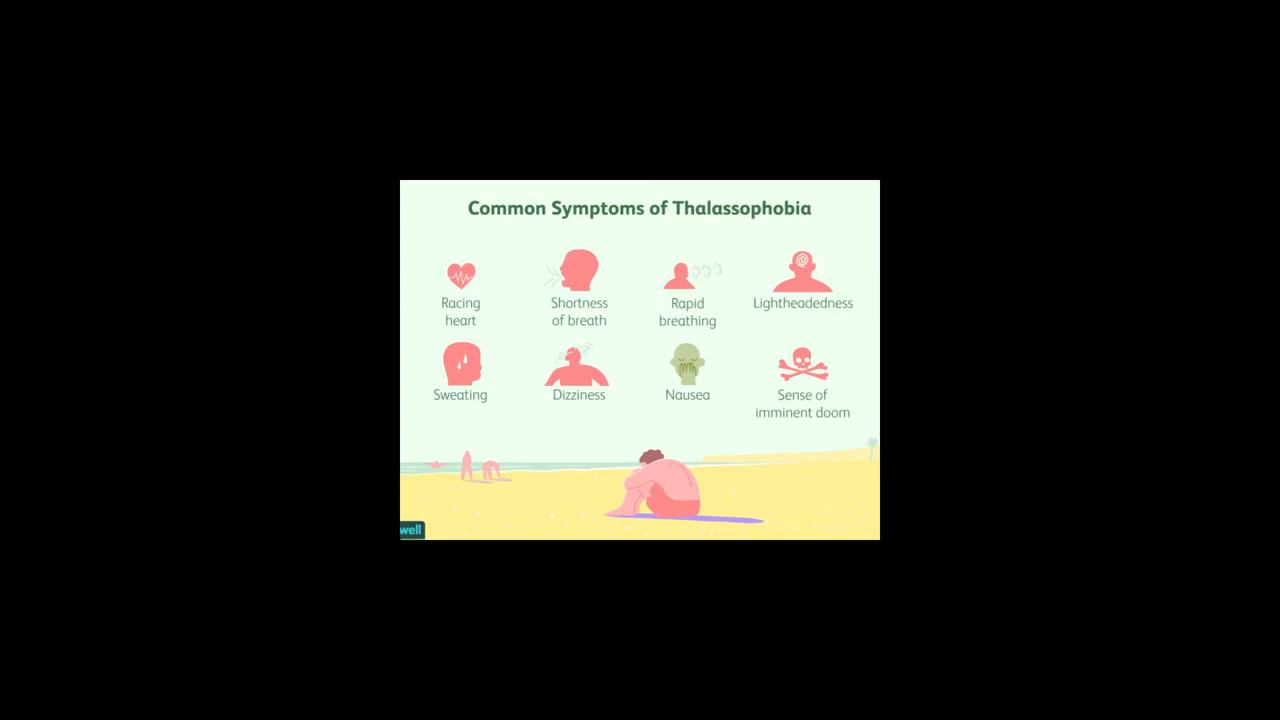 Common Symptoms of Thalassophobia
Racing
heart
Shortness
of breath
Rapid
breathing
Lightheadedness
Sweating
Dizziness
Nausea
Sense of
imminent doom
well